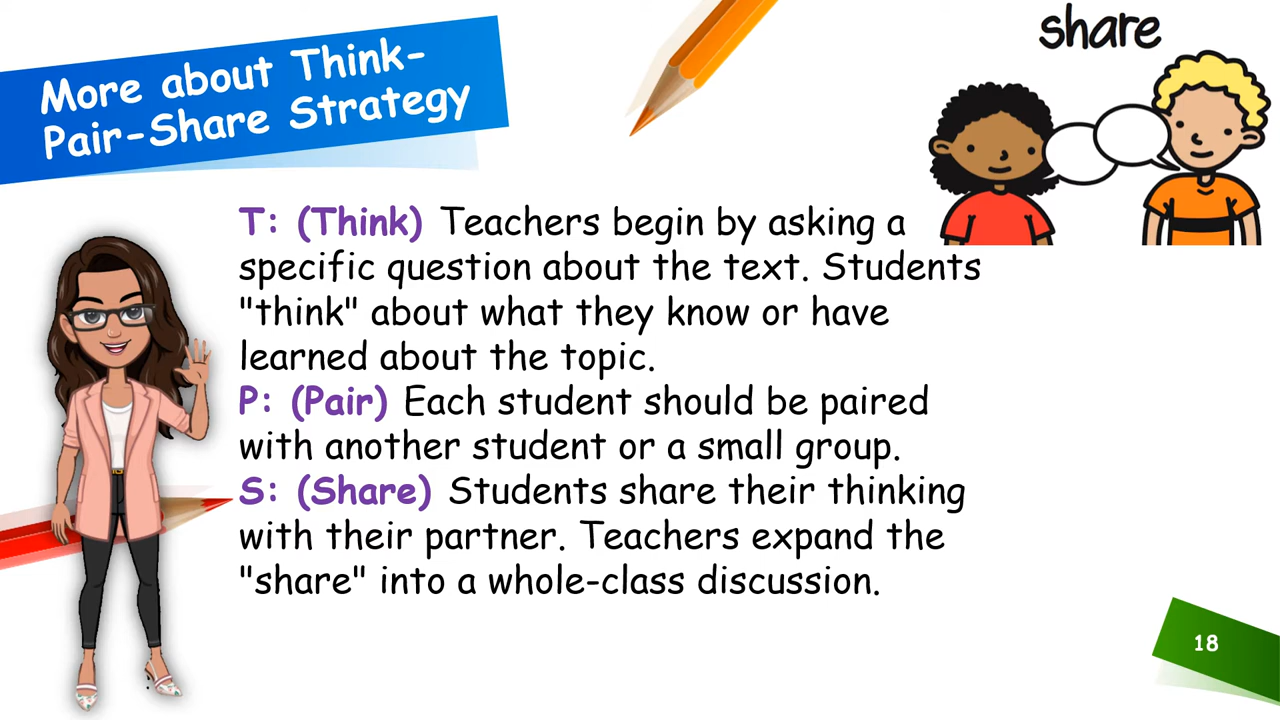 More about Think-
Pair-Share Strategy
share
T: (Think) Teachers begin by asking a
specific question about the text. Students
"think" about what they know or have
learned about the topic.
P: (Pair) Each student should be paired
with another student or a small group.
S: (Share) Students share their thinking
with their partner. Teachers expand the
"share" into a whole-class discussion.
18